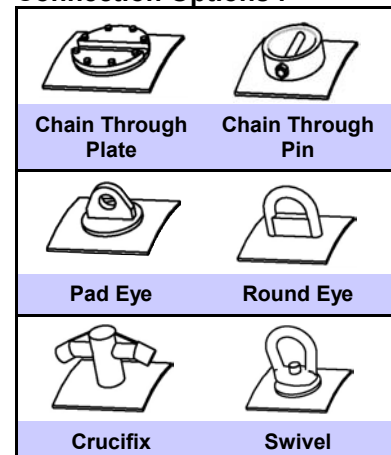 Connection Options :
Chain Through Plate
Chain Through Pin
Pad Eye
Round Eye
Crucifix
Swivel